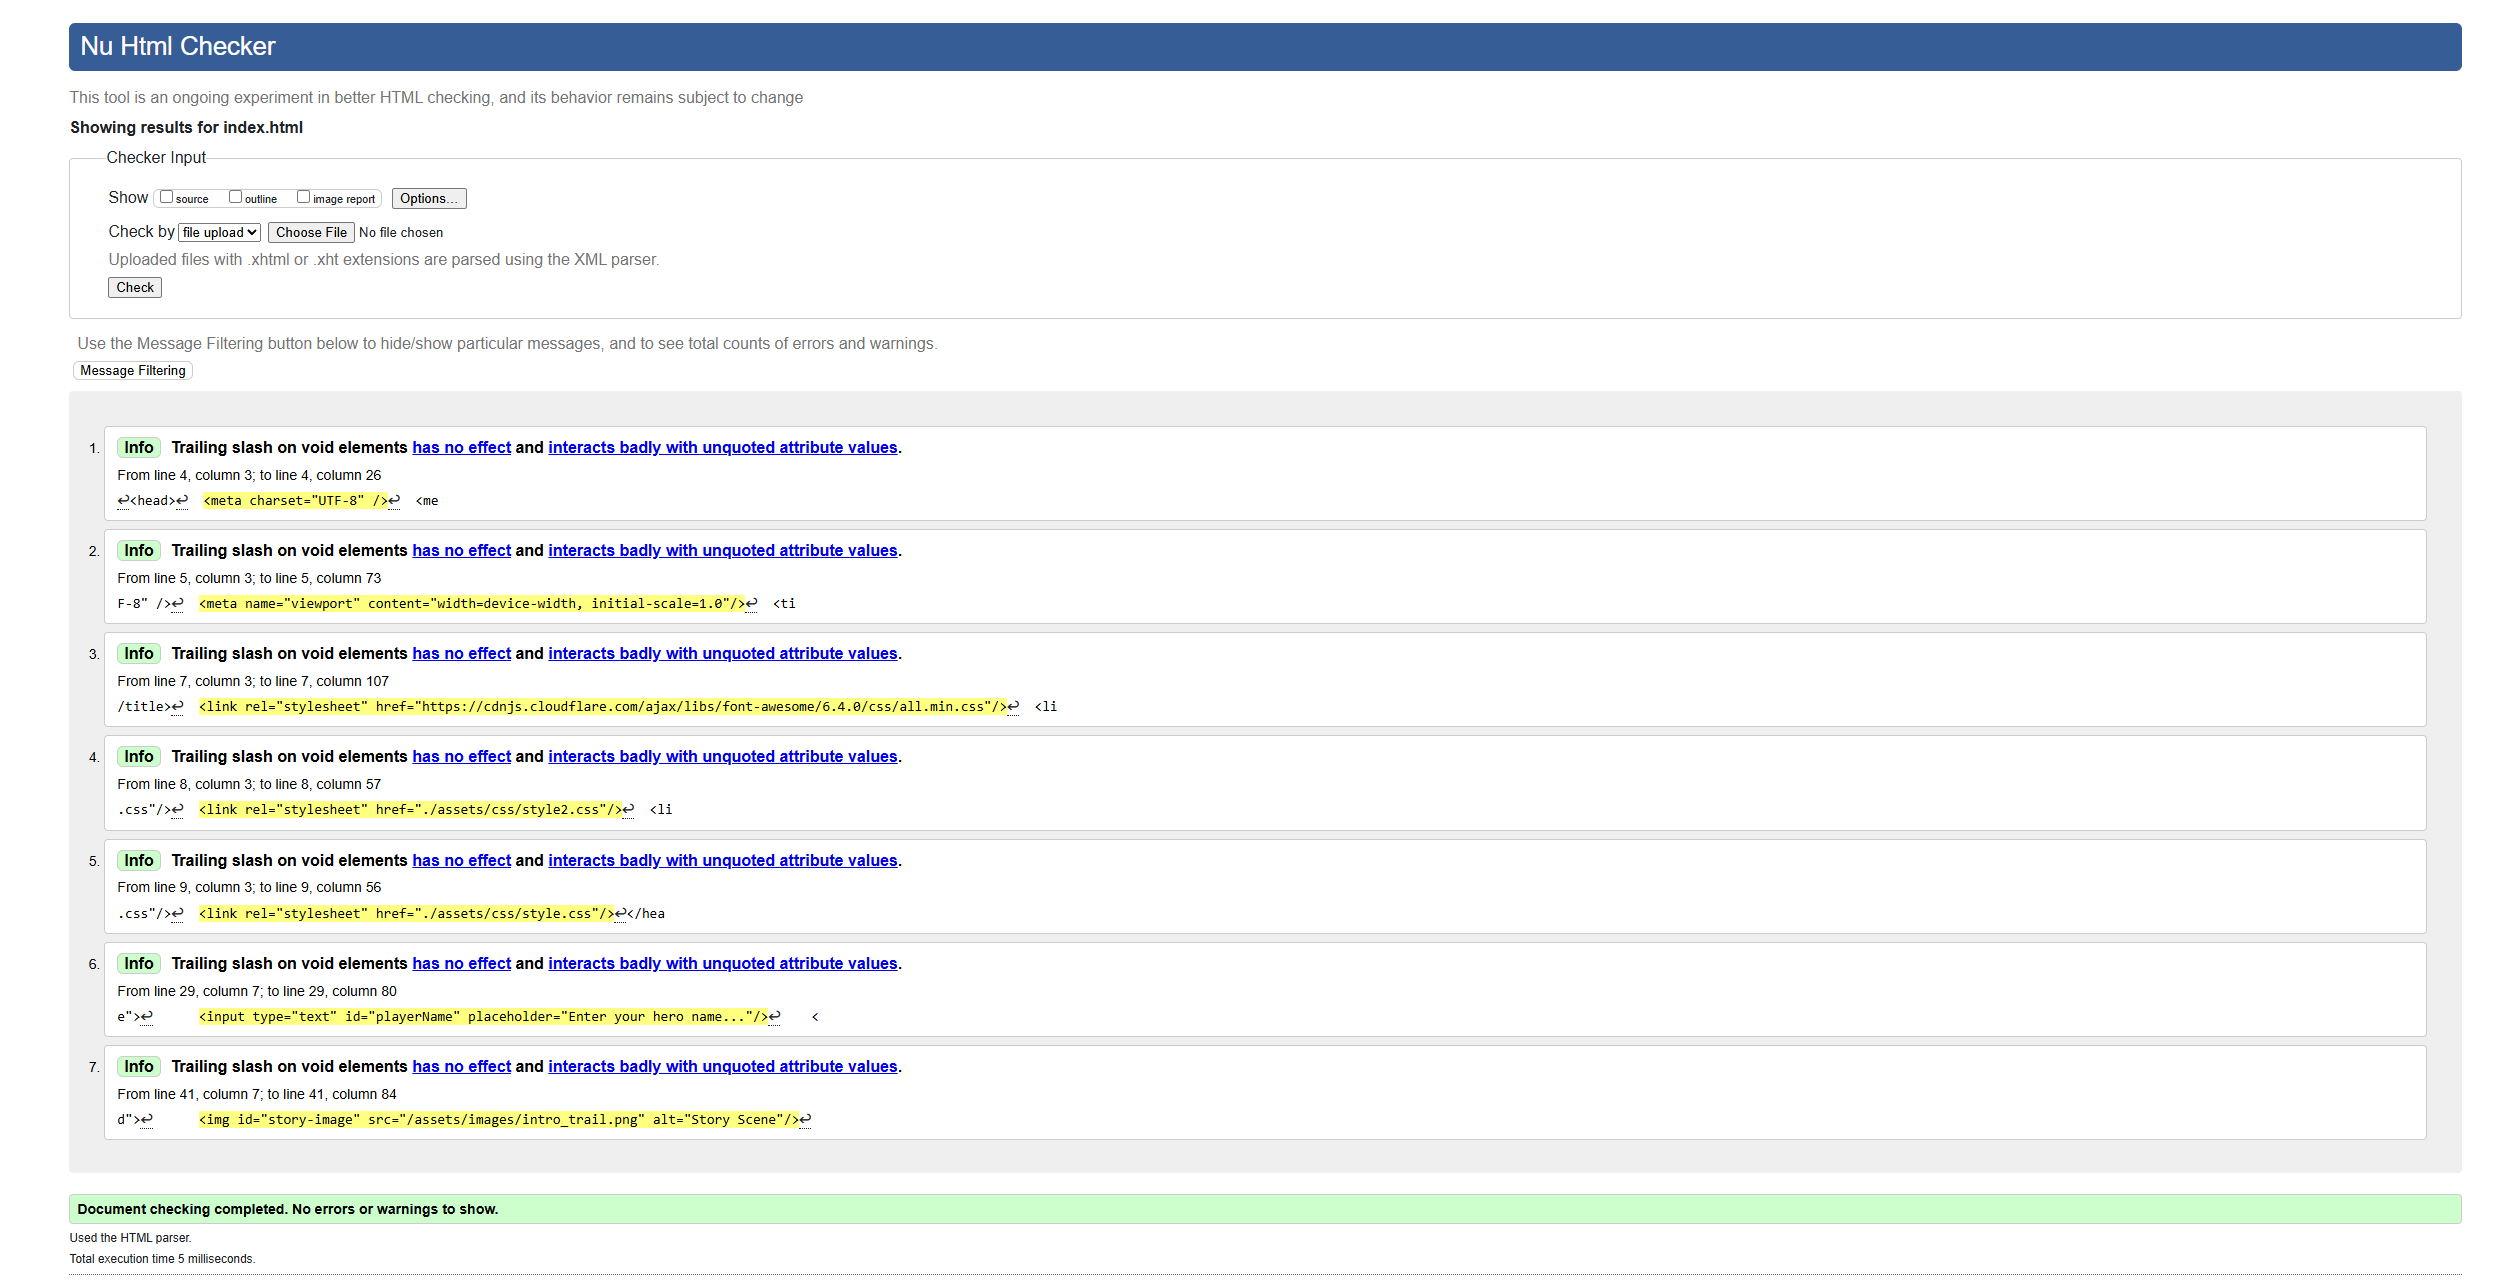 Nu Html Checker
This tool is an ongoing experiment in better HTML checking, and its behavior remains subject to change
Showing results for index.html
Checker Input
Show source outline image report Options...
Check by file upload Choose File No file chosen
Uploaded files with .xhtml or .xht extensions are parsed using the XML parser.
Check
Use the Message Filtering button below to hide/show particular messages, and to see total counts of errors and warnings.
Message Filtering
1. Info Trailing slash on void elements has no effect and interacts badly with unquoted attribute values.
From line 4, column 3; to line 4, column 26
↩<head>↩ <meta charset="UTF-8" />↩ <me
2. Info Trailing slash on void elements has no effect and interacts badly with unquoted attribute values.
From line 5, column 3; to line 5, column 73
F-8" />↩ <meta name="viewport" content="width=device-width, initial-scale=1.0"/>↩ <ti
3. Info Trailing slash on void elements has no effect and interacts badly with unquoted attribute values.
From line 7, column 3; to line 7, column 107
/title>↩ <link rel="stylesheet" href="https://cdnjs.cloudflare.com/ajax/libs/font-awesome/6.4.0/css/all.min.css"/>↩ <li
4. Info Trailing slash on void elements has no effect and interacts badly with unquoted attribute values.
From line 8, column 3; to line 8, column 57
.css"/>↩ <link rel="stylesheet" href="./assets/css/style2.css"/>↩ <li
5. Info Trailing slash on void elements has no effect and interacts badly with unquoted attribute values.
From line 9, column 3; to line 9, column 56
.css"/>↩ <link rel="stylesheet" href="./assets/css/style.css"/>↩</hea
6. Info Trailing slash on void elements has no effect and interacts badly with unquoted attribute values.
From line 29, column 7; to line 29, column 80
e">↩ <input type="text" id="playerName" placeholder="Enter your hero name..."/>↩ <
7. Info Trailing slash on void elements has no effect and interacts badly with unquoted attribute values.
From line 41, column 7; to line 41, column 84
d">↩ <img id="story-image" src="/assets/images/intro_trail.png" alt="Story Scene"/>↩
Document checking completed. No errors or warnings to show.
Used the HTML parser.
Total execution time 5 milliseconds.